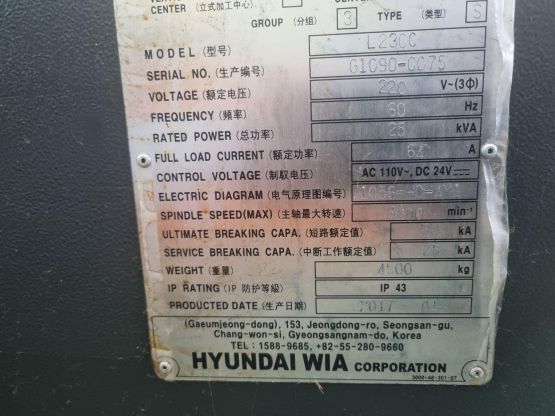 CENTER (立式加工中心)
GROUP (分组) 3 TYPE (类型) S
MODEL (型号)
SERIAL NO. (生产编号) G1090-0075
VOLTAGE (额定电压) 220 V~(3Φ)
FREQUENCY (频率) 60 Hz
RATED POWER (总功率) 25 kVA
FULL LOAD CURRENT (额定功率) 64 A
CONTROL VOLTAGE (制取电压) AC 110V~, DC 24V
ELECTRIC DIAGRAM (电气原理图编号)
SPINDLE SPEED(MAX) (主轴最大转速) min⁻¹
ULTIMATE BREAKING CAPA. (短路额定值) kA
SERVICE BREAKING CAPA. (中断工作额定值) kA
WEIGHT (重量) 4500 kg
IP RATING (IP 防护等级) IP 43
PRODUCTED DATE (生产日期) 2017
(Gaeumjeong-dong), 153, Jeongdong-ro, Seongsan-gu,
Chang-won-si, Gyeongsangnam-do, Korea
TEL : 1588-9685, +82-55-280-9660
HYUNDAI WIA CORPORATION